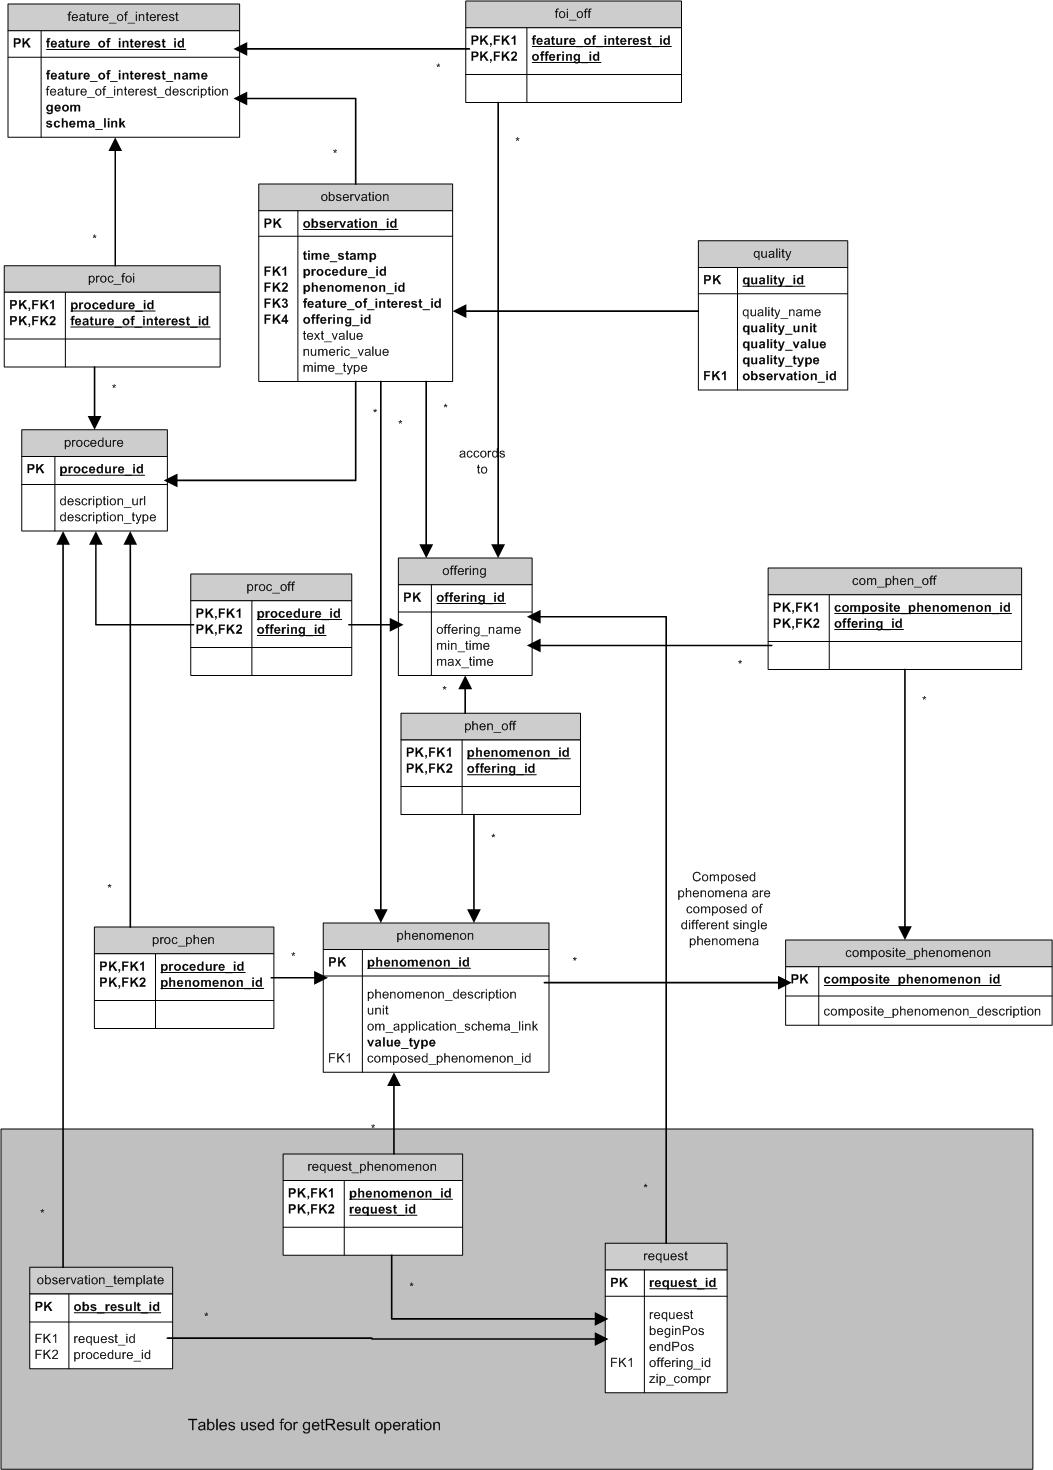 feature_of_interest
PK feature_of_interest_id
feature_of_interest_name
feature_of_interest_description
geom
schema_link
foi_off
PK,FK1 feature_of_interest_id
PK,FK2 offering_id
*
*
*
observation
PK observation_id
time_stamp
FK1 procedure_id
FK2 phenomenon_id
FK3 feature_of_interest_id
FK4 offering_id
text_value
numeric_value
mime_type
*
quality
PK quality_id
quality_name
quality_unit
quality_value
quality_type
FK1 observation_id
proc_foi
PK,FK1 procedure_id
PK,FK2 feature_of_interest_id
*
*
*
*
procedure
PK procedure_id
description_url
description_type
accords
to
proc_off
PK,FK1 procedure_id
PK,FK2 offering_id
offering
PK offering_id
offering_name
min_time
max_time
com_phen_off
PK,FK1 composite_phenomenon_id
PK,FK2 offering_id
*
*
*
phen_off
PK,FK1 phenomenon_id
PK,FK2 offering_id
*
*
Composed
phenomena are
composed of
different single
phenomena
proc_phen
PK,FK1 procedure_id
PK,FK2 phenomenon_id
*
phenomenon
PK phenomenon_id
phenomenon_description
unit
om_application_schema_link
value_type
FK1 composed_phenomenon_id
*
composite_phenomenon
PK composite_phenomenon_id
composite_phenomenon_description
*
request_phenomenon
PK,FK1 phenomenon_id
PK,FK2 request_id
*
*
*
*
observation_template
PK obs_result_id
FK1 request_id
FK2 procedure_id
request
PK request_id
request
beginPos
endPos
FK1 offering_id
zip_compr
Tables used for getResult operation